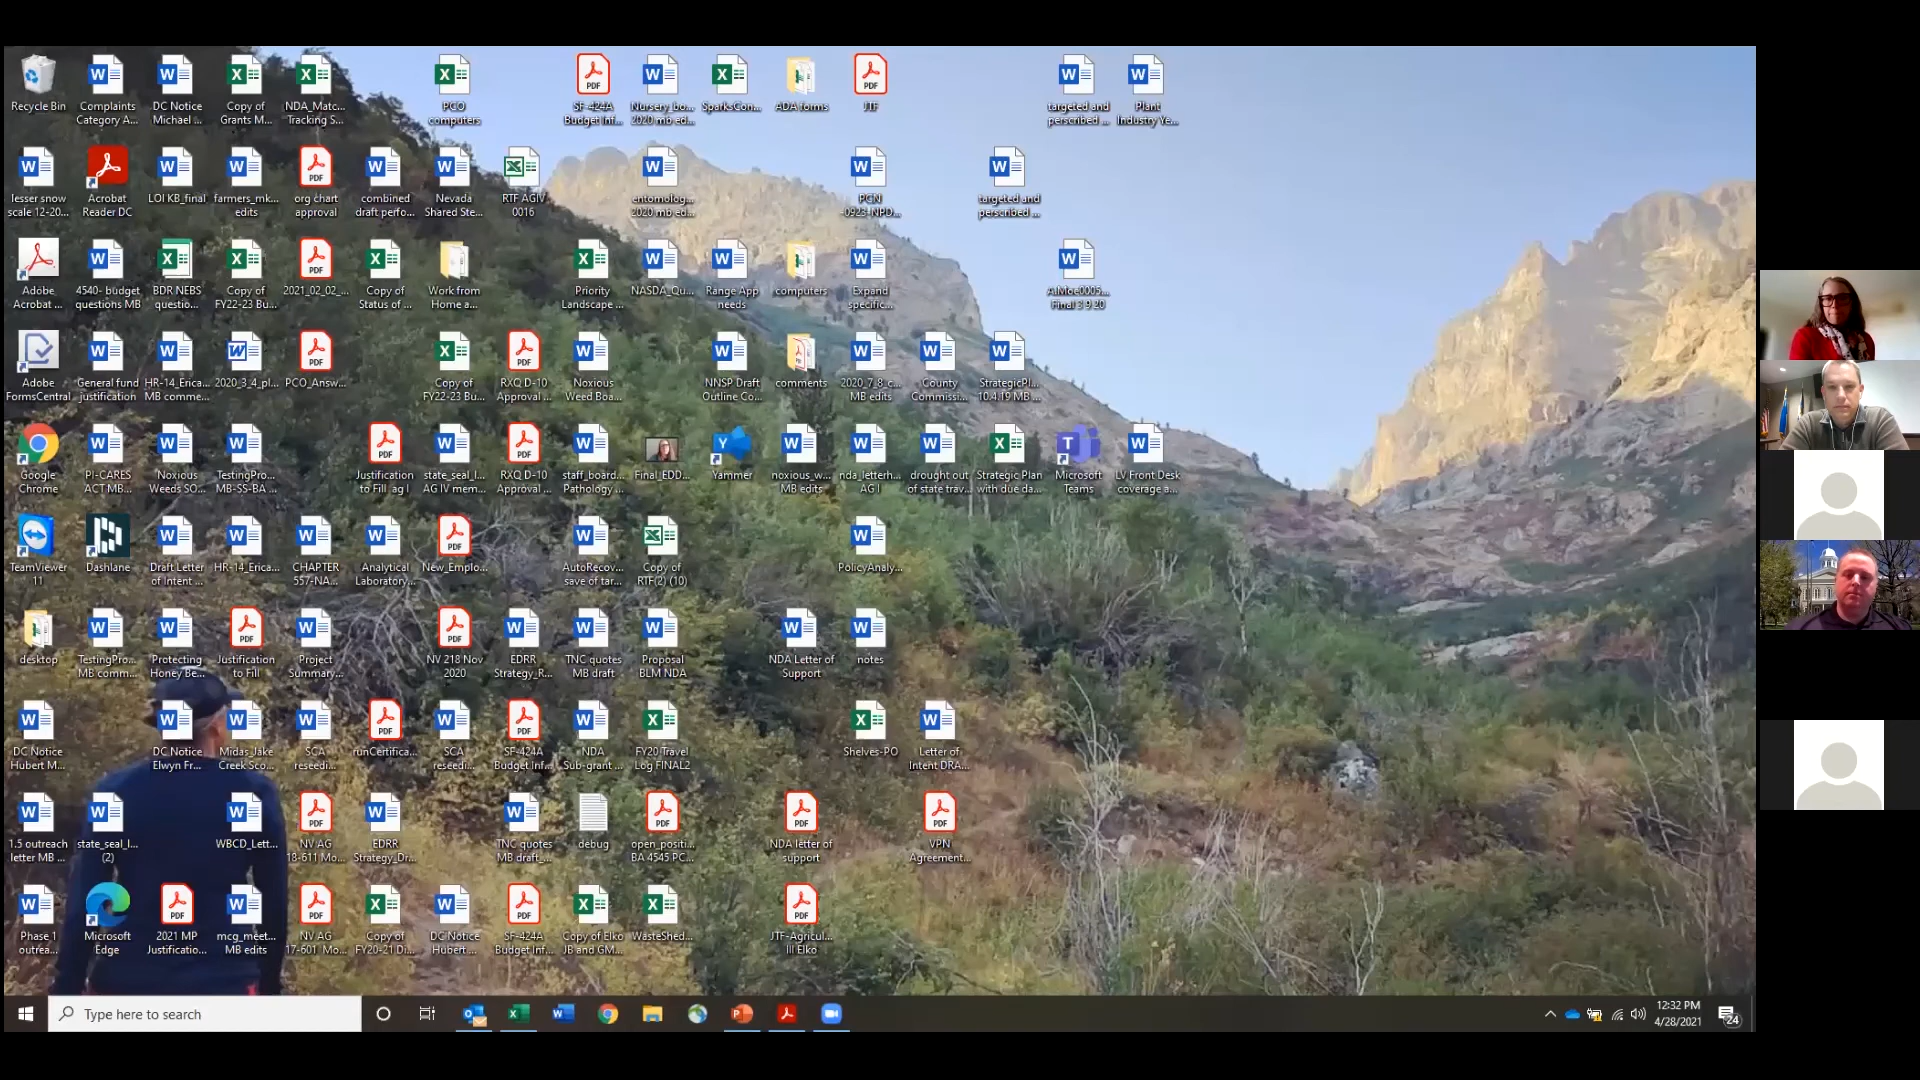 Recycle Bin
Complaints
Category A...
DC Notice
Michael ...
Copy of
Grants M...
NDA_Matc...
Tracking S...
PCO
computers
SF-424A
Budget Inf...
Nursery_bo...
2020 mb ed...
SparksCon...
ADA forms
JTF
targeted and
perscribed ...
Plant
Industry Ye...
lesser snow
scale 12-20...
Acrobat
Reader DC
LOI KB_final
farmers_mk...
edits
org chart
approval
combined
draft perfo...
Nevada
Shared Ste...
RTF AGIV
0016
entomolog...
2020 mb ed...
PCN
-0923-NPD...
targeted and
perscribed ...
Adobe
Acrobat ...
4540- budget
questions MB
BDR NEBS
questio...
Copy of
FY22-23 Bu...
2021_02_02_...
Copy of
Status of ...
Work from
Home a...
Priority
Landscape ...
NASDA_Qu...
Range App
needs
computers
Expand
specific...
Final 3 9.20
Adobe
FormsCentral
General fund
justification
HR-14_Erica...
MB comme...
2020_3_4_pl...
PCO_Answ...
Copy of
FY22-23 Bu...
RXQ D-10
Approval ...
Noxious
Weed Boa...
NNSP Draft
Outline Co...
comments
2020_7_8_c...
MB edits
County
Commissi...
StrategicPl...
10.4.19 MB ...
Google
Chrome
PI-CARES
ACT MB...
Noxious
Weeds SO...
TestingPro...
MB-SS-BA ...
Justification
to Fill ag I
state_seal_l...
AG IV mem...
RXQ D-10
Approval ...
staff_board...
Pathology ...
Final_EDD...
Yammer
noxious_w...
MB edits
nda_letterh...
AG I
drought out
of state trav...
Strategic Plan
with due da...
Microsoft
Teams
LV Front Desk
coverage a...
TeamViewer
11
Dashlane
Draft Letter
of Intent ...
HR-14_Erica...
CHAPTER
557-NA...
Analytical
Laboratory...
New_Emplo...
AutoRecov...
save of tar...
Copy of
RTF(2) (10)
PolicyAnaly...
desktop
TestingPro...
MB comm...
Protecting
Honey Be...
Justification
to Fill
Project
Summary...
NV 218 Nov
2020
EDRR
Strategy_R...
TNC quotes
MB draft
Proposal
BLM NDA
NDA Letter of
Support
notes
DC Notice
Hubert M...
DC Notice
Elwyn Fr...
Midas Jake
Creek Sco...
SCA
reseedi...
runCertifica...
SCA
reseedi...
SF-424A
Budget Inf...
NDA
Sub-grant ...
FY20 Travel
Log FINAL2
Shelves-PO
Letter of
Intent DRA...
1.5 outreach
letter MB ...
state_seal_l...
(2)
WBCD_Lett...
NV AG
18-611 Mo...
EDRR
Strategy_Dr...
TNC quotes
MB draft_...
debug
open_positi...
BA 4545 PC...
NDA letter of
support
VPN
Agreement...
Phase 1
outrea...
Microsoft
Edge
2021 MP
Justificatio...
mcg_meet...
MB edits
NV AG
17-601 Mo...
Copy of
FY20-21 Di...
DC Notice
Hubert ...
SF-424A
Budget Inf...
Copy of Elko
JB and GM...
WasteShed...
JTF-Agricul...
III Elko
Type here to search
12:32 PM
4/28/2021
24